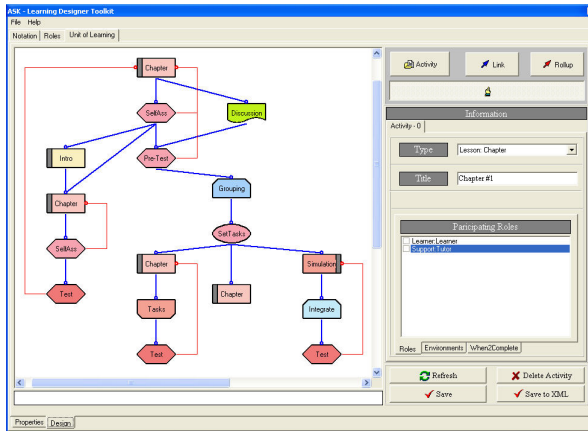 ASK - Learning Designer Toolkit
File Help
Notation Roles Unit of Learning
Chapter
SelfAss
Discussion
Intro
Pre-Test
Chapter
Grouping
SetTasks
SelfAss
Chapter
Simulation
Test
Chapter
Tasks
Integrate
Test
Test
Activity Link Rollup
Information
Activity - 0
Type Lesson: Chapter
Title Chapter #1
Paricipating Roles
Learner:Learner
Support Tutor
Roles Environments When2Complete
Refresh Delete Activity
Save Save to XML
Properties Design